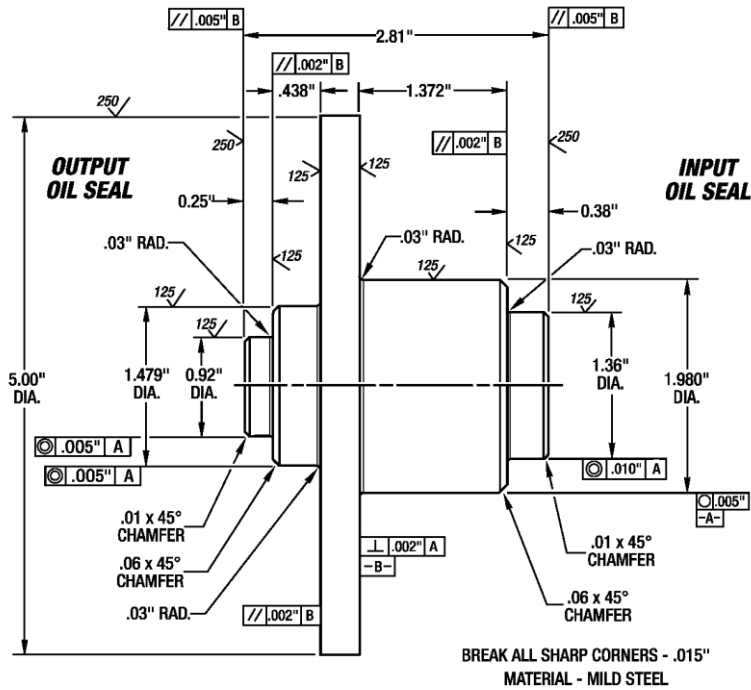 // .005" B
2.81"
// .005" B
// .002" B
.438"
1.372"
250
// .002" B
250
250
125
125
OUTPUT
OIL SEAL
INPUT
OIL SEAL
0.25"
0.38"
.03" RAD.
.03" RAD.
125
.03" RAD.
125
125
125
125
125
5.00"
DIA.
1.479"
DIA.
0.92"
DIA.
1.36"
DIA.
1.980"
DIA.
◎ .005" A
◎ .005" A
◎ .010" A
○ .005"
-A-
.01 x 45°
CHAMFER
.06 x 45°
CHAMFER
.03" RAD.
⊥ .002" A
-B-
.01 x 45°
CHAMFER
.06 x 45°
CHAMFER
// .002" B
BREAK ALL SHARP CORNERS - .015"
MATERIAL - MILD STEEL